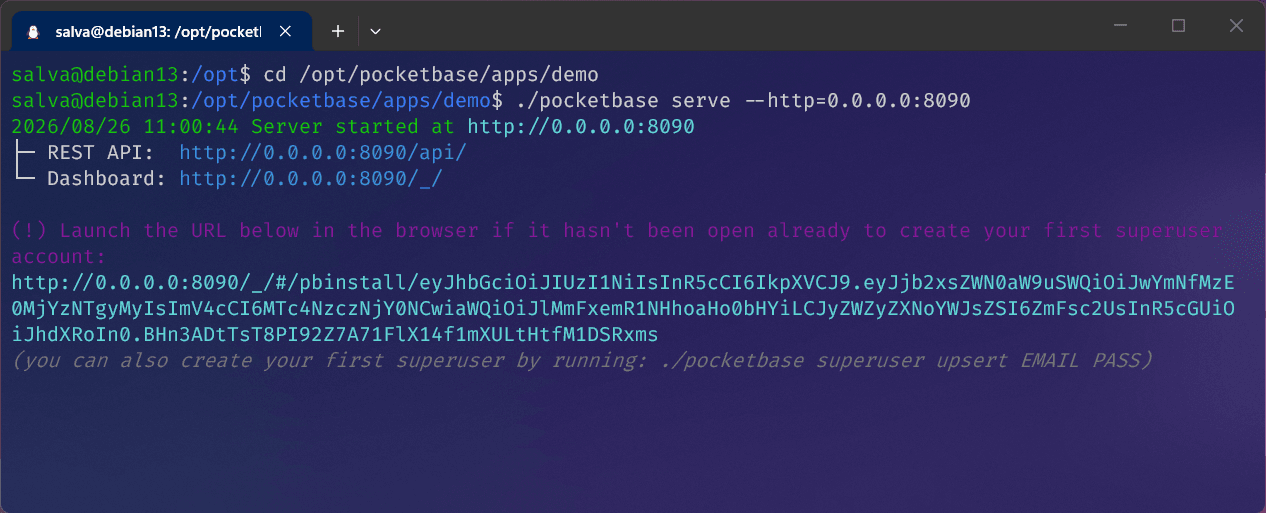 salva@debian13: /opt/pocketl
salva@debian13:/opt$ cd /opt/pocketbase/apps/demo
salva@debian13:/opt/pocketbase/apps/demo$ ./pocketbase serve --http=0.0.0.0:8090
2026/08/26 11:00:44 Server started at http://0.0.0.0:8090
├─ REST API:  http://0.0.0.0:8090/api/
└─ Dashboard: http://0.0.0.0:8090/_/
(!) Launch the URL below in the browser if it hasn't been open already to create your first superuser
account:
http://0.0.0.0:8090/_/#/pbinstall/eyJhbGciOiJIUzI1NiIsInR5cCI6IkpXVCJ9.eyJjb2xsZWN0aW9uSWQiOiJwYmNfMzE
0MjYzNTgyMyIsImV4cCI6MTc4NzczNjY0NCwiaWQiOiJlMmFxemR1NHhoaHo0bHYiLCJyZWZyZXNoYWJsZSI6ZmFsc2UsInR5cGUiO
iJhdXRoIn0.BHn3ADtTsT8PI92Z7A71FlX14f1mXULtHtfM1DSRxms
(you can also create your first superuser by running: ./pocketbase superuser upsert EMAIL PASS)